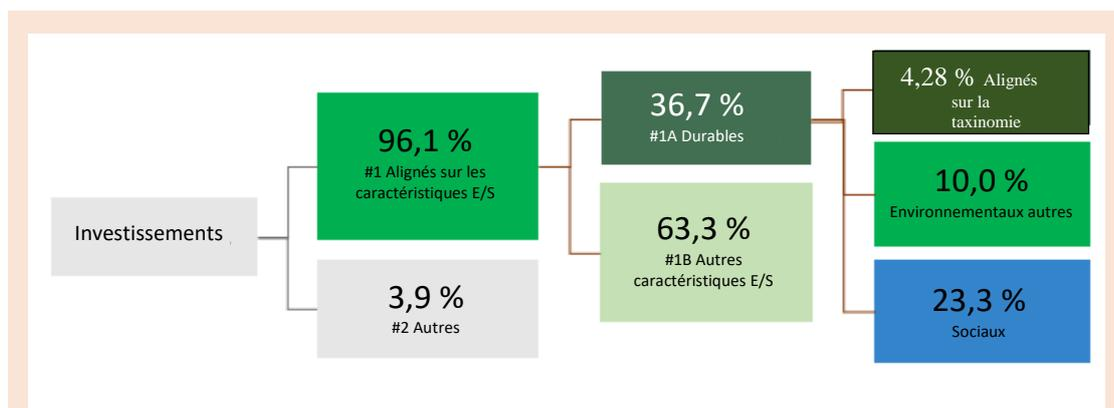 Investissements
96,1 %
#1 Alignés sur les
caractéristiques E/S
3,9 %
#2 Autres
36,7 %
#1A Durables
63,3 %
#1B Autres
caractéristiques E/S
4,28 % Alignés
sur la
taxinomie
10,0 %
Environnementaux autres
23,3 %
Sociaux